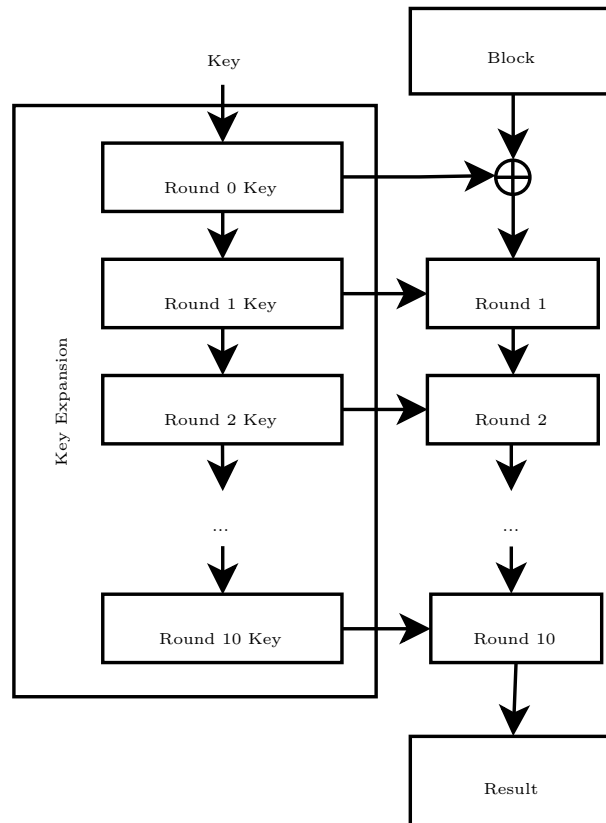 Key
Block
Round 0 Key
Round 1 Key
Round 1
Key Expansion
Round 2 Key
Round 2
...
...
Round 10 Key
Round 10
Result